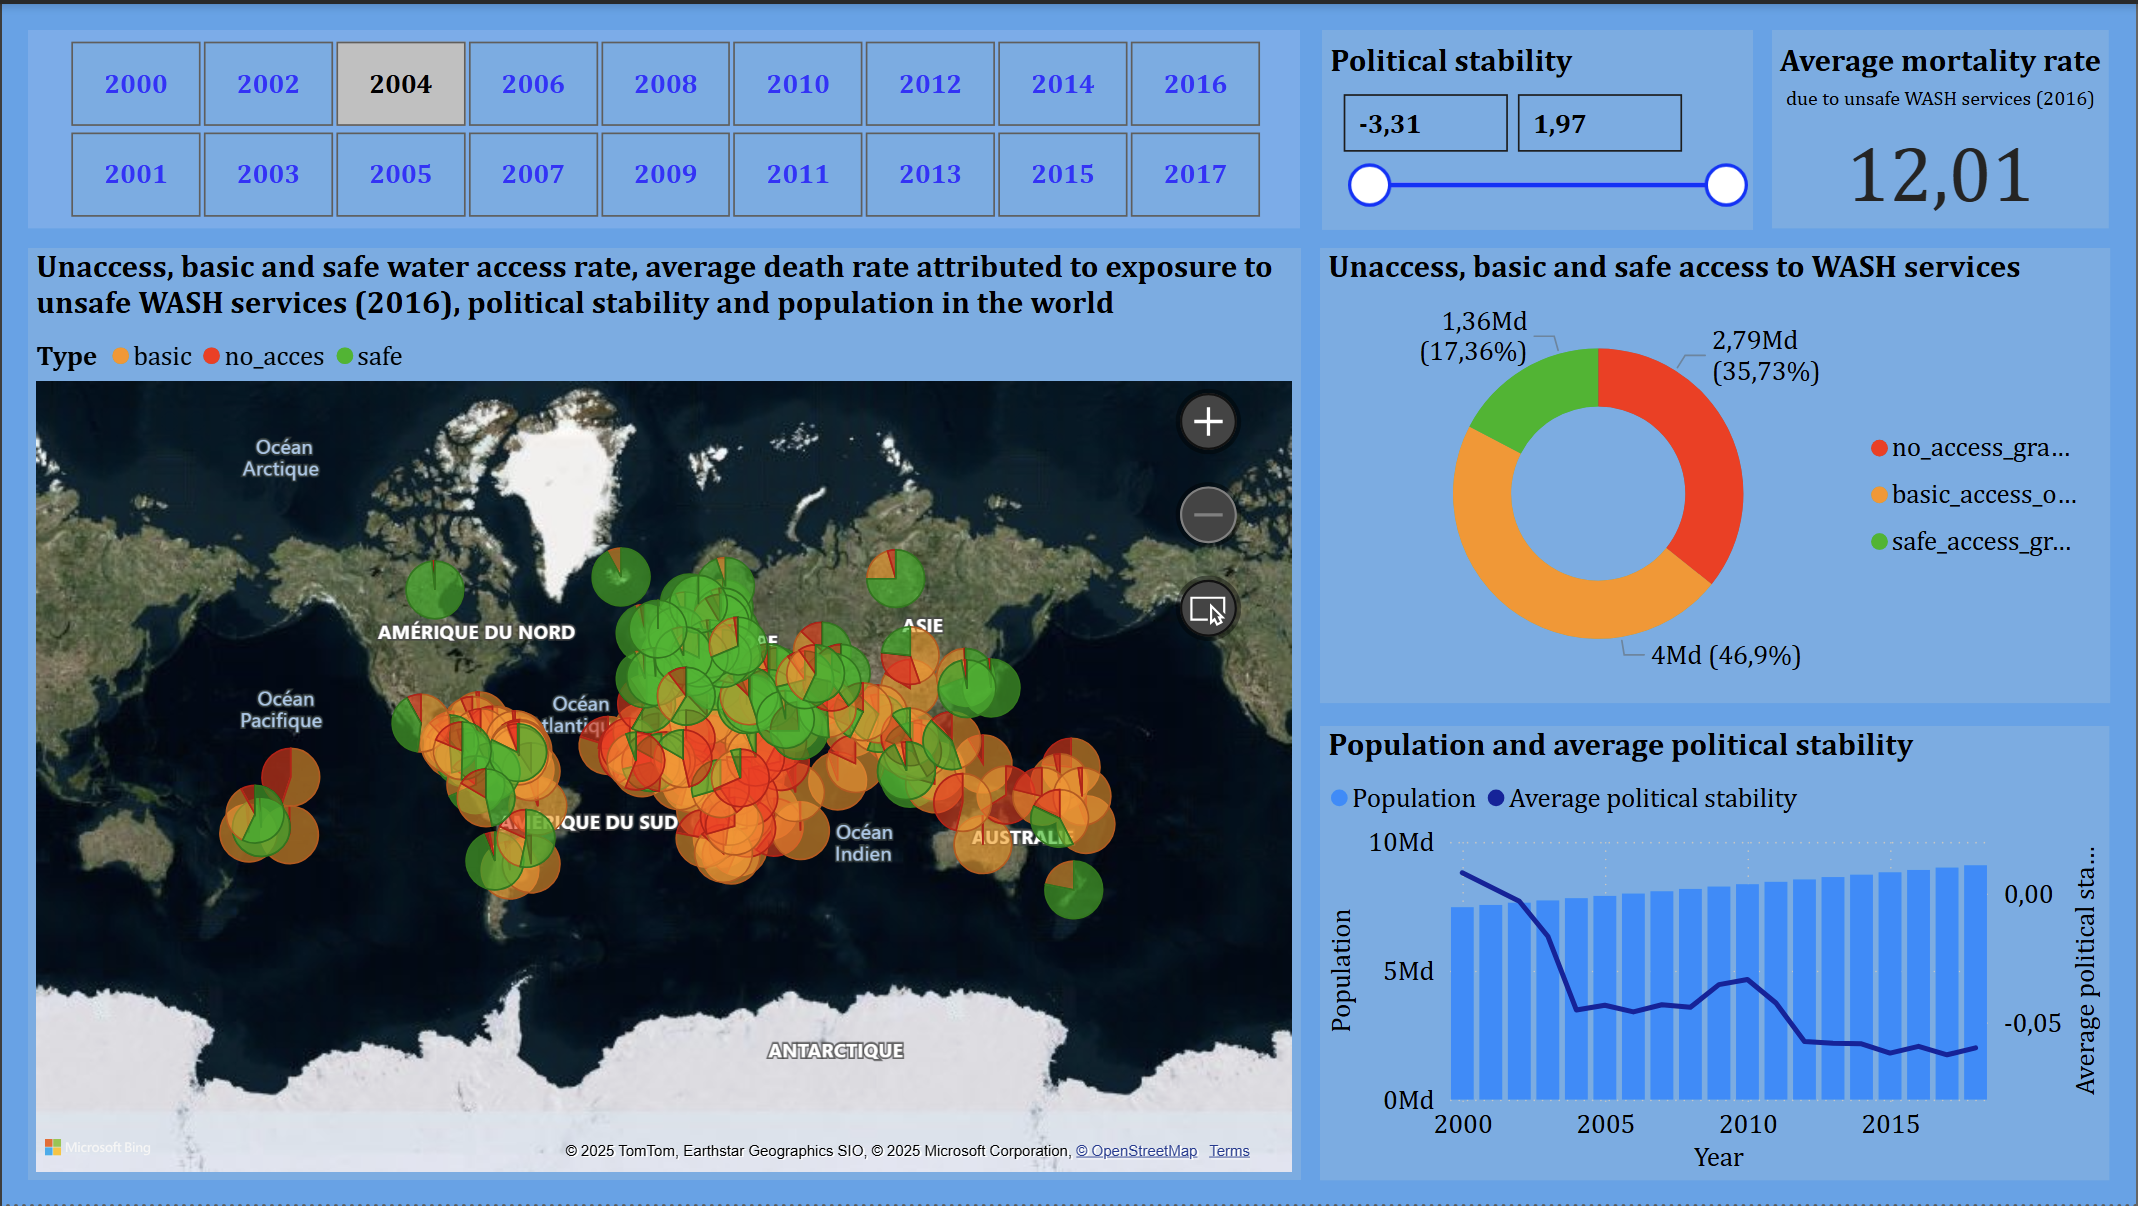 2000 2002 2004 2006 2008 2010 2012 2014 2016
2001 2003 2005 2007 2009 2011 2013 2015 2017
Political stability
-3,31 1,97
Average mortality rate
due to unsafe WASH services (2016)
12,01
Unaccess, basic and safe water access rate, average death rate attributed to exposure to
unsafe WASH services (2016), political stability and population in the world
Type basic no_acces safe
Océan
Arctique
AMÉRIQUE DU NORD
ASIE
Océan
Pacifique
Océan
AMÉRIQUE DU SUD
Océan
Indien
AUSTRALIE
ANTARCTIQUE
Microsoft Bing
© 2025 TomTom, Earthstar Geographics SIO, © 2025 Microsoft Corporation, © OpenStreetMap Terms
Unaccess, basic and safe access to WASH services
1,36Md
(17,36%)
2,79Md
(35,73%)
4Md (46,9%)
no_access_gra...
basic_access_o...
safe_access_gr...
Population and average political stability
Population Average political stability
10Md
5Md
0Md
Population
0,00
-0,05
Average political sta...
2000 2005 2010 2015
Year